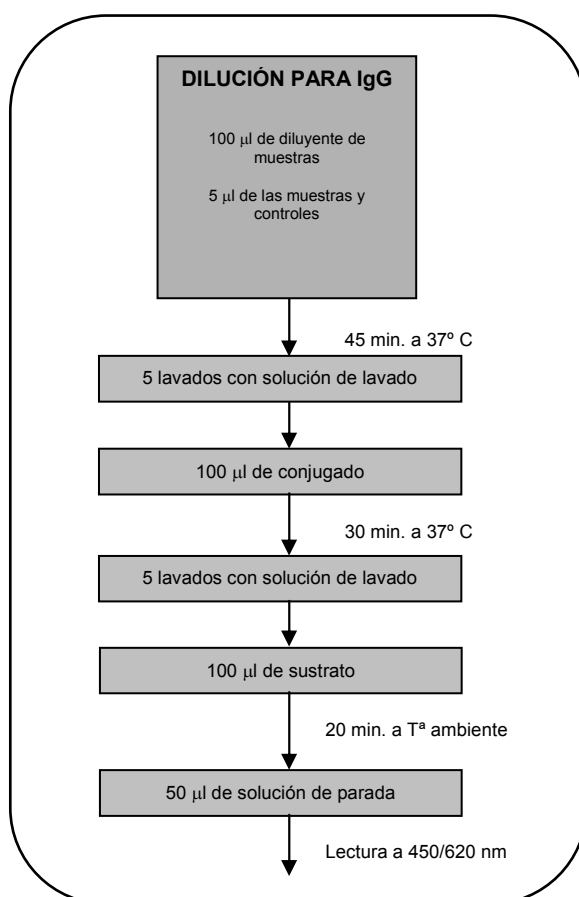 DILUCIÓN PARA IgG
100 µl de diluyente de
muestras
5 µl de las muestras y
controles
45 min. a 37º C
5 lavados con solución de lavado
100 µl de conjugado
30 min. a 37º C
5 lavados con solución de lavado
100 µl de sustrato
20 min. a Tª ambiente
50 µl de solución de parada
Lectura a 450/620 nm